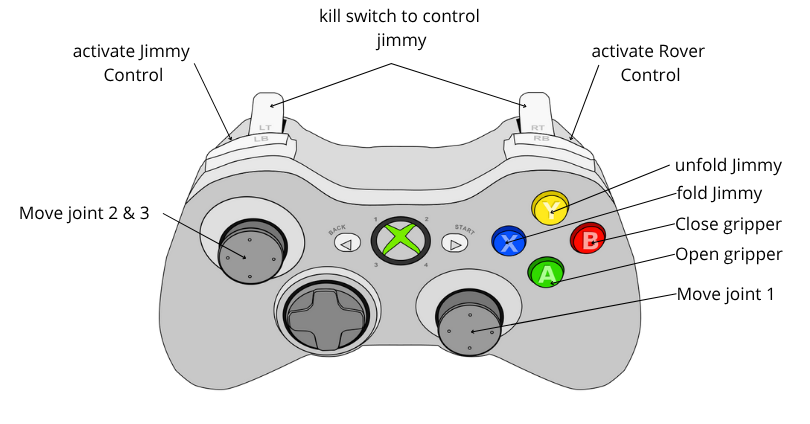 kill switch to control
jimmy
activate Jimmy
Control
activate Rover
Control
LT
LB
RT
RB
unfold Jimmy
fold Jimmy
Move joint 2 & 3
Close gripper
Open gripper
Move joint 1
BACK
START
1
2
3
4
Y
X
B
A